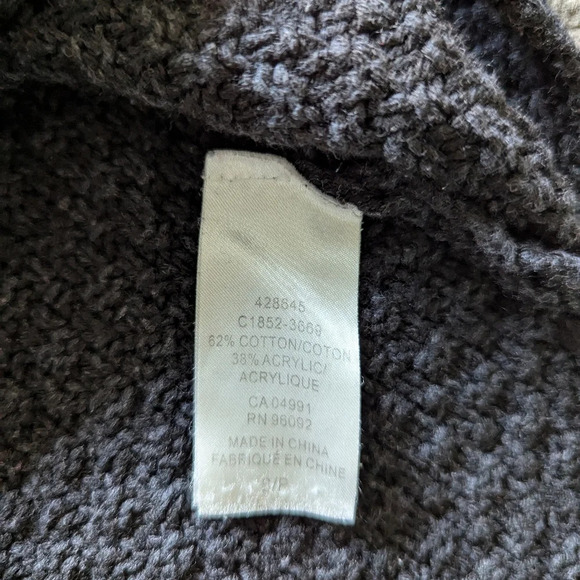 428645
C1852-3669
62% COTTON/COTON
38% ACRYLIC/
ACRYLIQUE
CA 04991
RN 96092
MADE IN CHINA
FABRIQUÉ EN CHINE